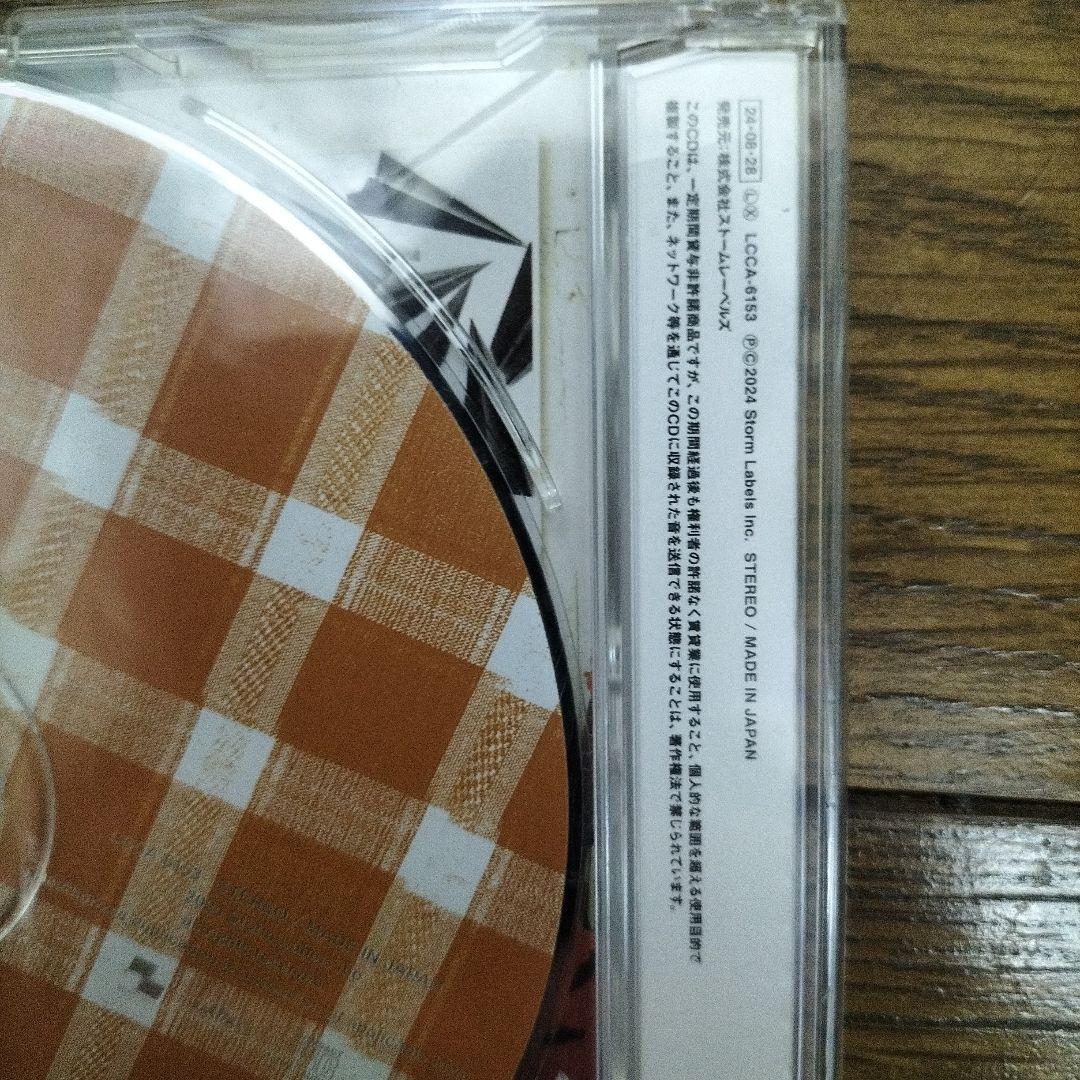 24・08・28 Ⓛ Ⓧ LCCA-6153 ℗©2024 Storm Labels Inc. STEREO / MADE IN JAPAN
発売元:株式会社ストームレーベルズ
このCDは、一定期間貸与非許諾商品ですが、この期間経過後も権利者の許諾なく賃貸業に使用すること、個人的な範囲を超える使用目的で
複製すること、また、ネットワーク等を通じてこのCDに収録された音を送信できる状態にすることは、著作権法で禁じられています。
STEREO / MADE IN JAPAN